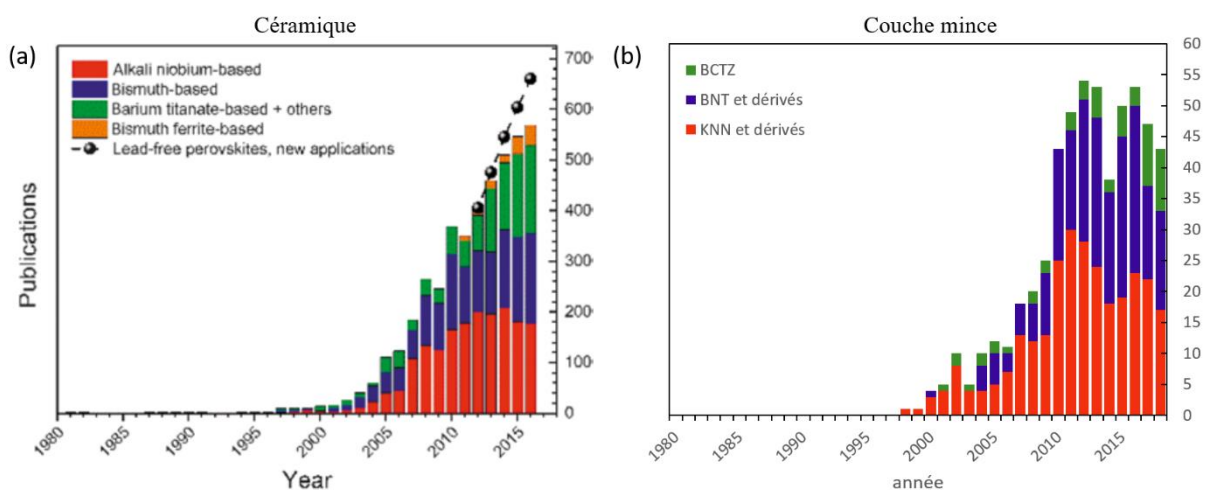 Céramique
(a)
Alkali niobium-based
Bismuth-based
Barium titanate-based + others
Bismuth ferrite-based
Lead-free perovskites, new applications
Publications
700
600
500
400
300
200
100
0
1980
1985
1990
1995
2000
2005
2010
2015
Year
Couche mince
(b)
BCTZ
BNT et dérivés
KNN et dérivés
60
55
50
45
40
35
30
25
20
15
10
5
0
1980
1985
1990
1995
2000
2005
2010
2015
année